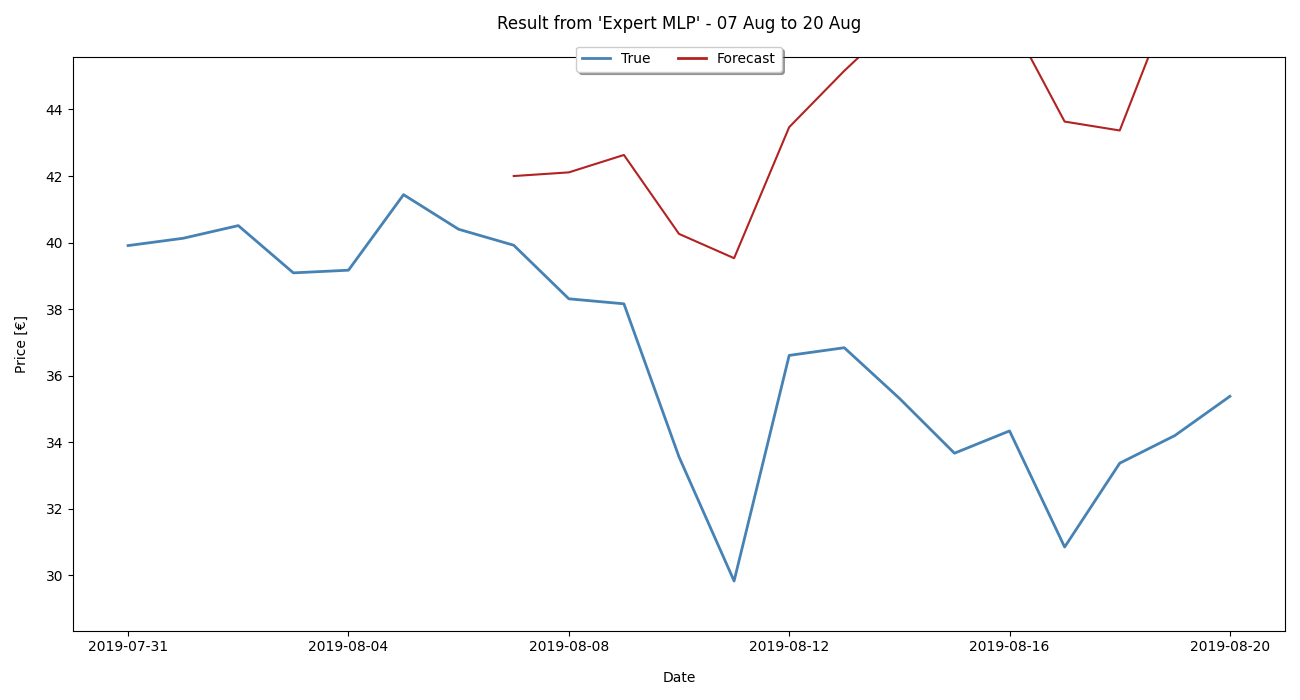 Result from 'Expert MLP' - 07 Aug to 20 Aug
True Forecast
44
42
40
38
36
34
32
30
Price [€]
2019-07-31 2019-08-04 2019-08-08 2019-08-12 2019-08-16 2019-08-20
Date